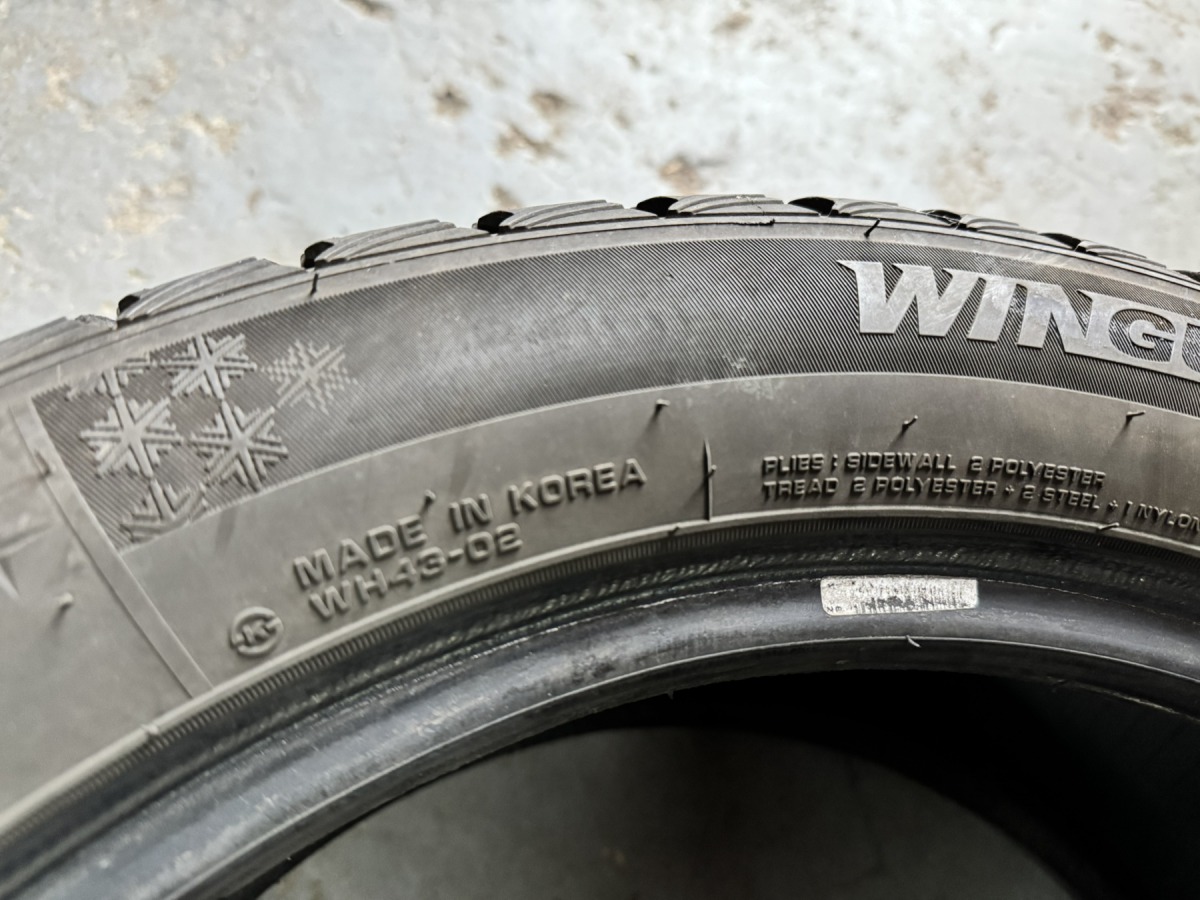 WINGU
MADE IN KOREA
WH43-02
PLIES : SIDEWALL 2 POLYESTER
TREAD 2 POLYESTER + 2 STEEL + 1 NYLON